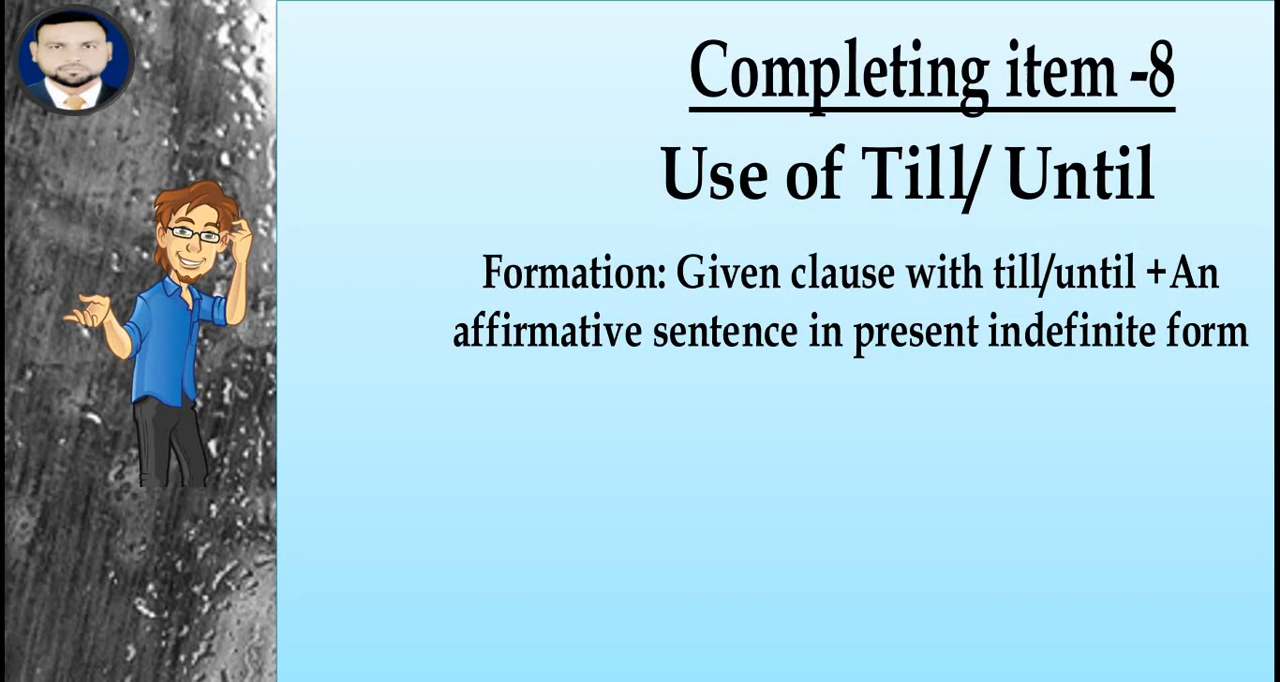 Completing item -8
Use of Till/ Until
Formation: Given clause with till/until +An
affirmative sentence in present indefinite form